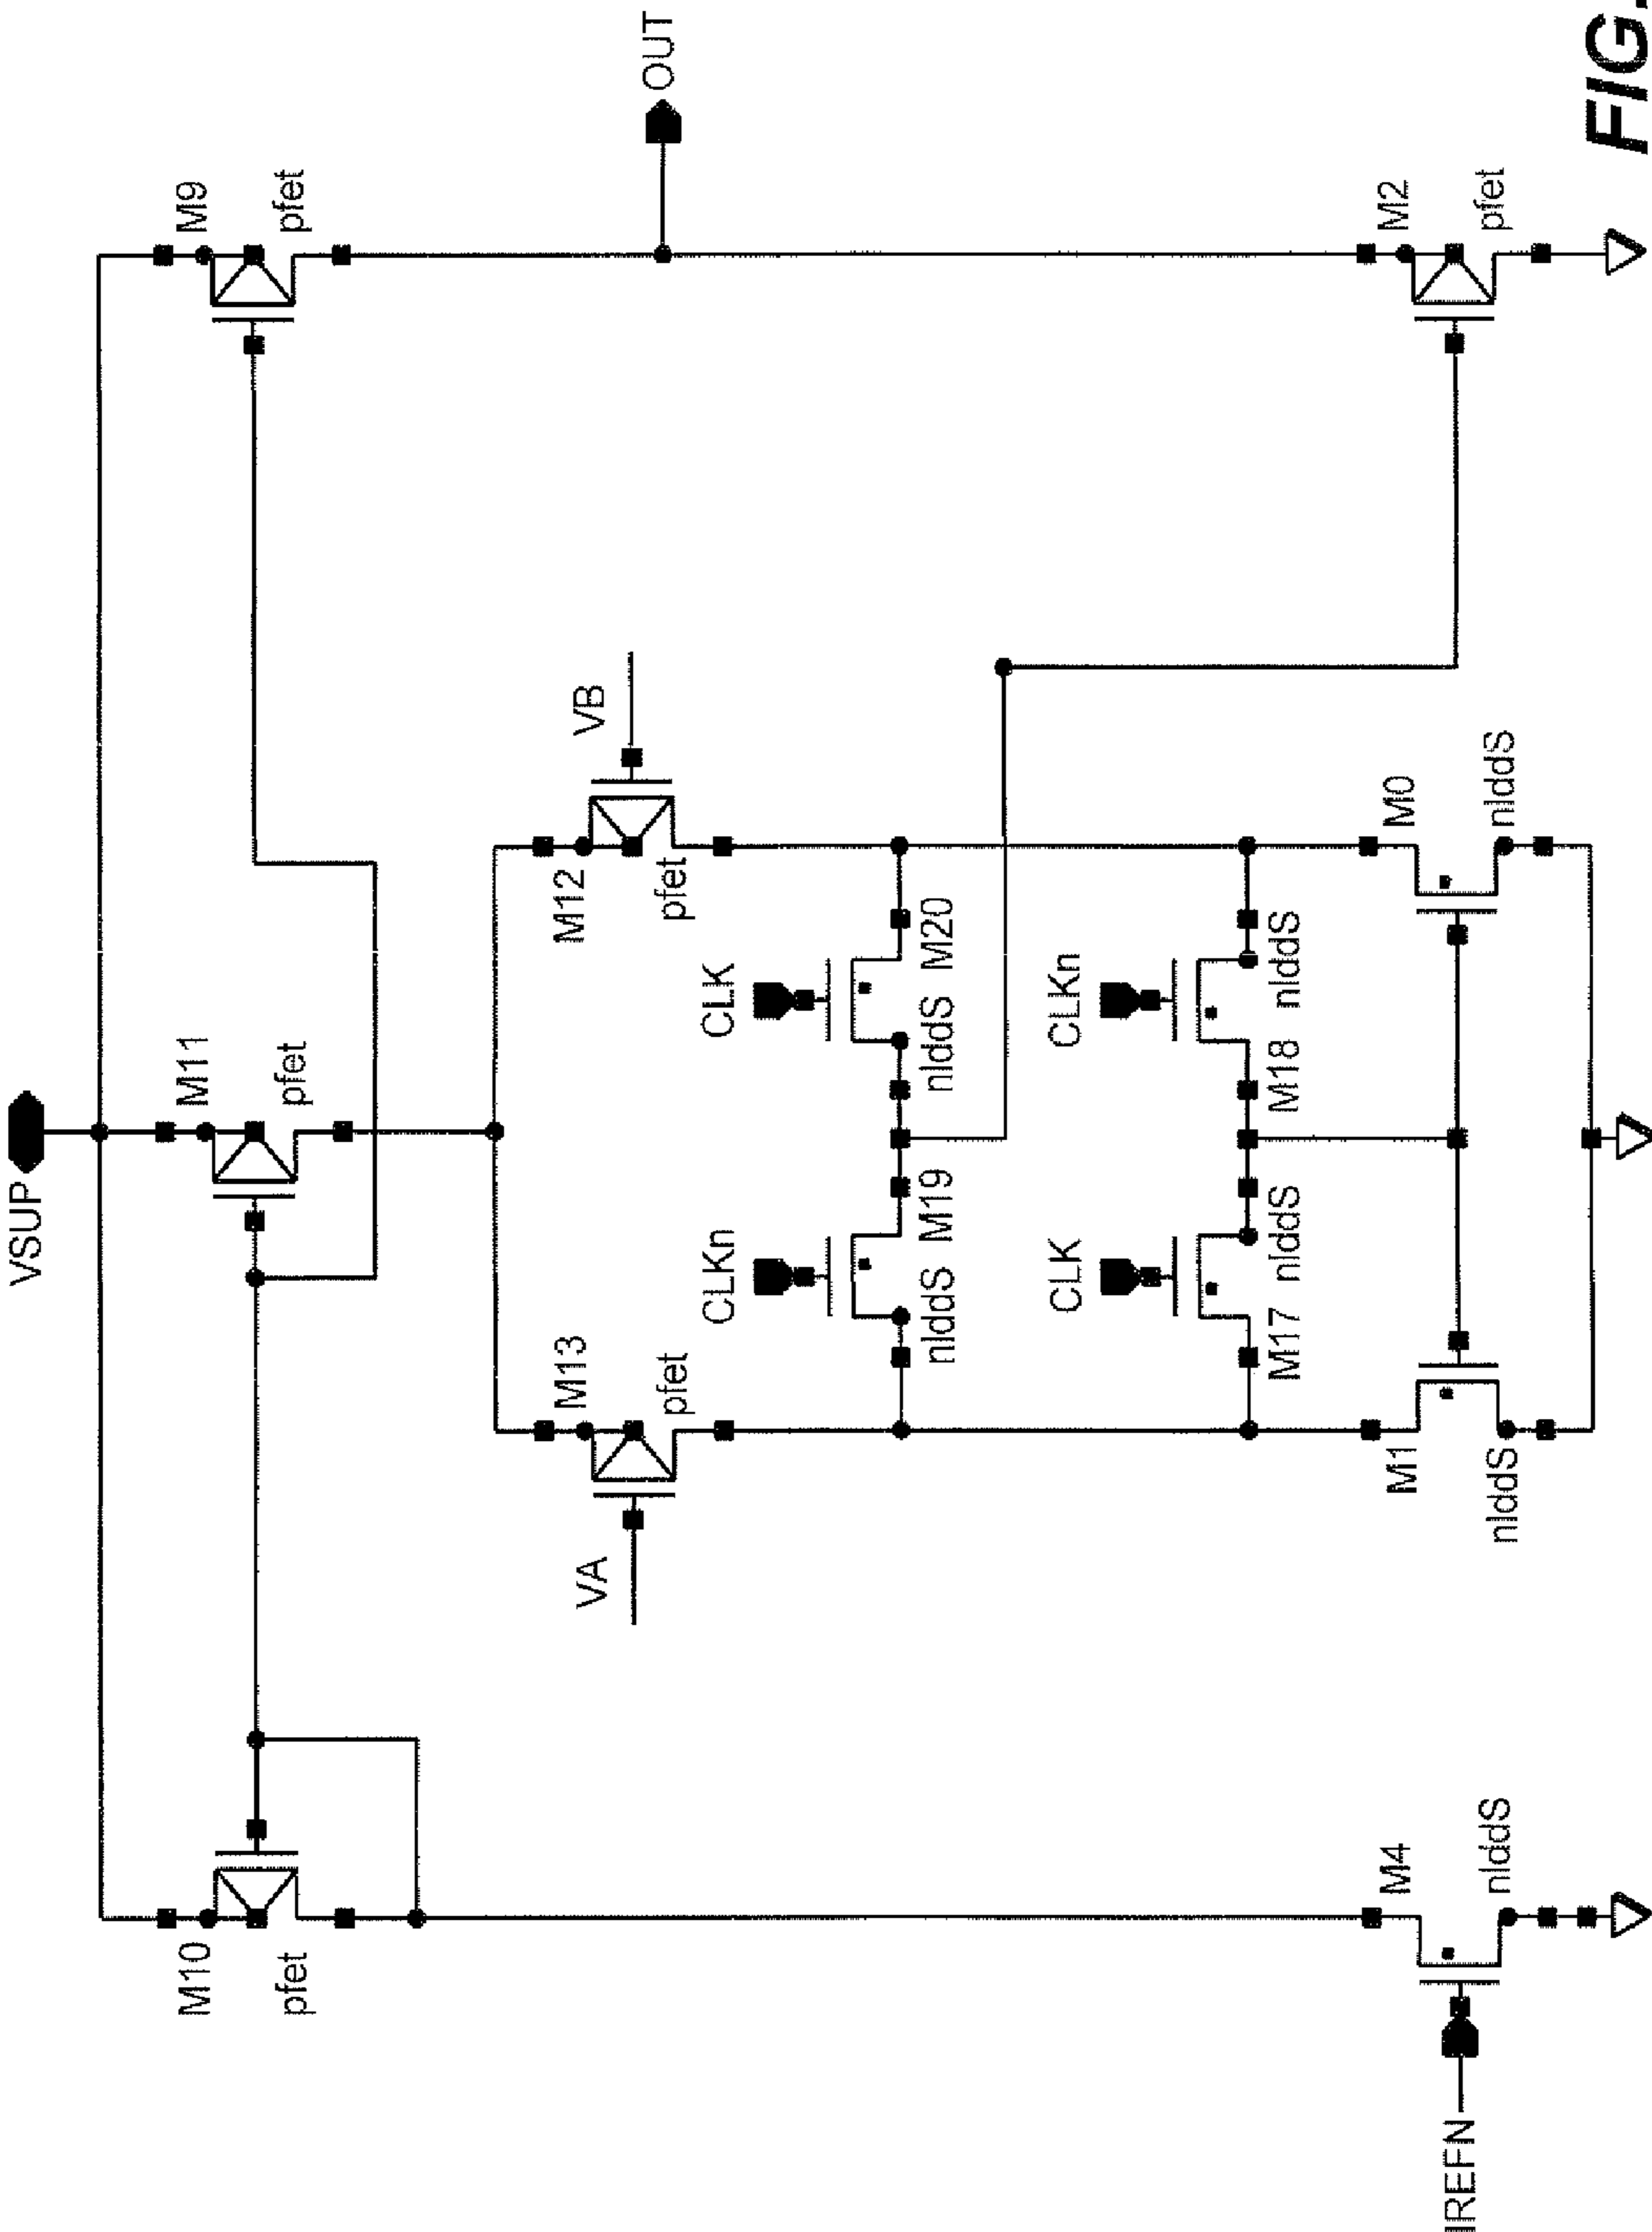 VSUP
M10
pfet
M11
pfet
M9
pfet
OUT
VA
M13
pfet
M12
pfet
VB
CLKn
nlddS M19
CLK
nlddS M20
CLK
M17 nlddS
CLKn
M18 nlddS
IREFN
M4
nlddS
M1
nlddS
M0
nlddS
M2
pfet
FIG.